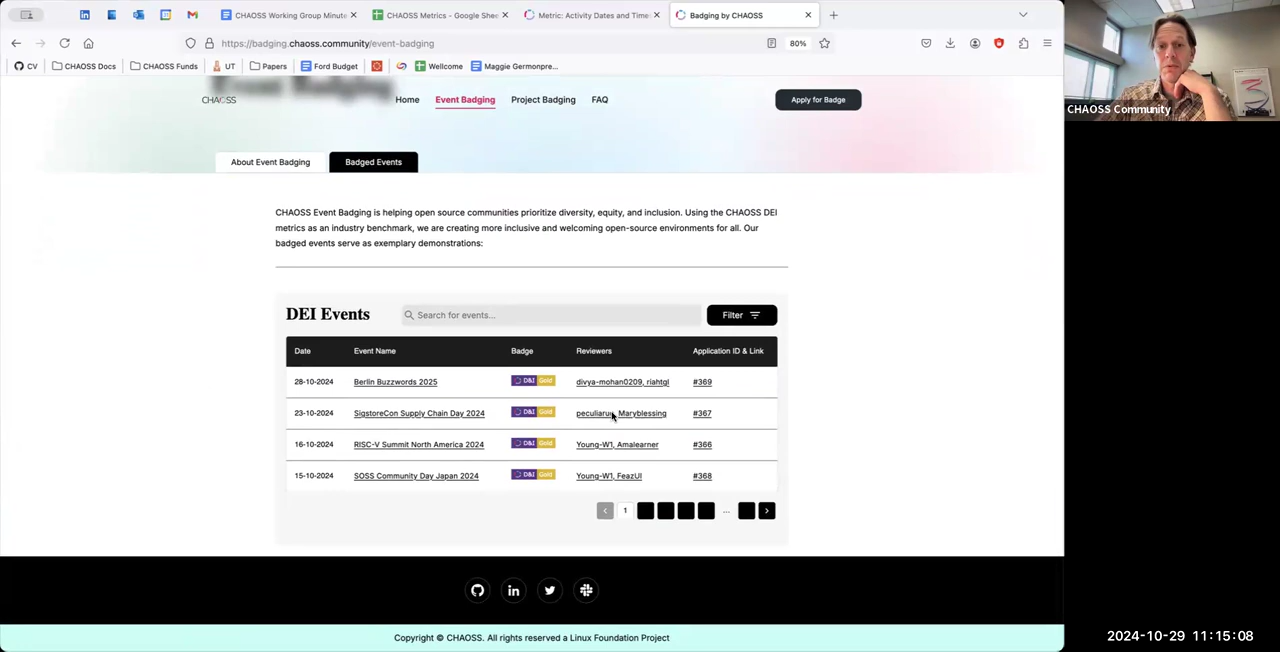 CHAOSS Working Group Minute
CHAOSS Metrics - Google Shee
Metric: Activity Dates and Time
Badging by CHAOSS
https://badging.chaoss.community/event-badging
80%
CV
CHAOSS Docs
CHAOSS Funds
UT
Papers
Ford Budget
Wellcome
Maggie Germonpre...
Event Badging
CHAOSS
Home
Event Badging
Project Badging
FAQ
Apply for Badge
About Event Badging
Badged Events
CHAOSS Event Badging is helping open source communities prioritize diversity, equity, and inclusion. Using the CHAOSS DEI
metrics as an industry benchmark, we are creating more inclusive and welcoming open-source environments for all. Our
badged events serve as exemplary demonstrations:
DEI Events
Search for events...
Filter
Date Event Name Badge Reviewers Application ID & Link
28-10-2024 Berlin Buzzwords 2025 D&I Gold divya-mohan0209, riahtgl #369
23-10-2024 SigstoreCon Supply Chain Day 2024 D&I Gold Maryblessing #367
16-10-2024 RISC-V Summit North America 2024 D&I Gold Young-W1, Amalearner #366
15-10-2024 SOSS Community Day Japan 2024 D&I Gold Young-W1, FeazUl #368
‹ 1 ... ›
Copyright © CHAOSS. All rights reserved a Linux Foundation Project
CHAOSS Community
2024-10-29 11:15:08